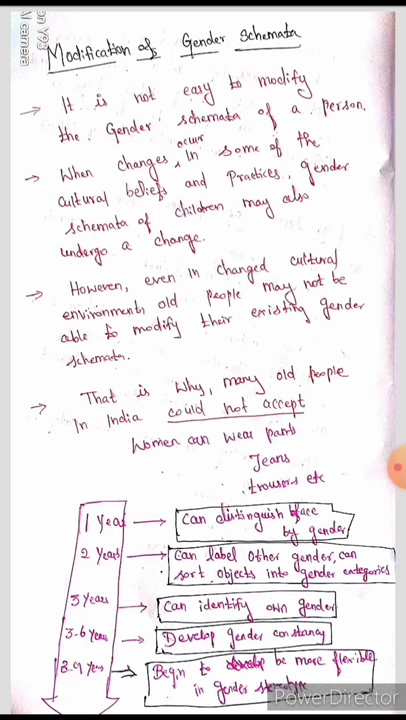 Modification of Gender Schemata
→ It is not easy to modify
the Gender schemata of a person.
→ When changes occur in some of the
cultural beliefs and practices, gender
schemata of children may also
undergo a change.
→ However, even in changed cultural
environment, old people may not be
able to modify their existing gender
schemata.
→ That is why, many old people
In India could not accept
Women can wear pants
Jeans
trousers etc
1 Year → Can distinguish face
by gender
2 Years → Can label other gender, can
sort objects into gender categories
3 Years → Can identify own gender
3-6 Years → Develop gender constancy
Begin to be more flexible
in gender
PowerDirector
AI camera